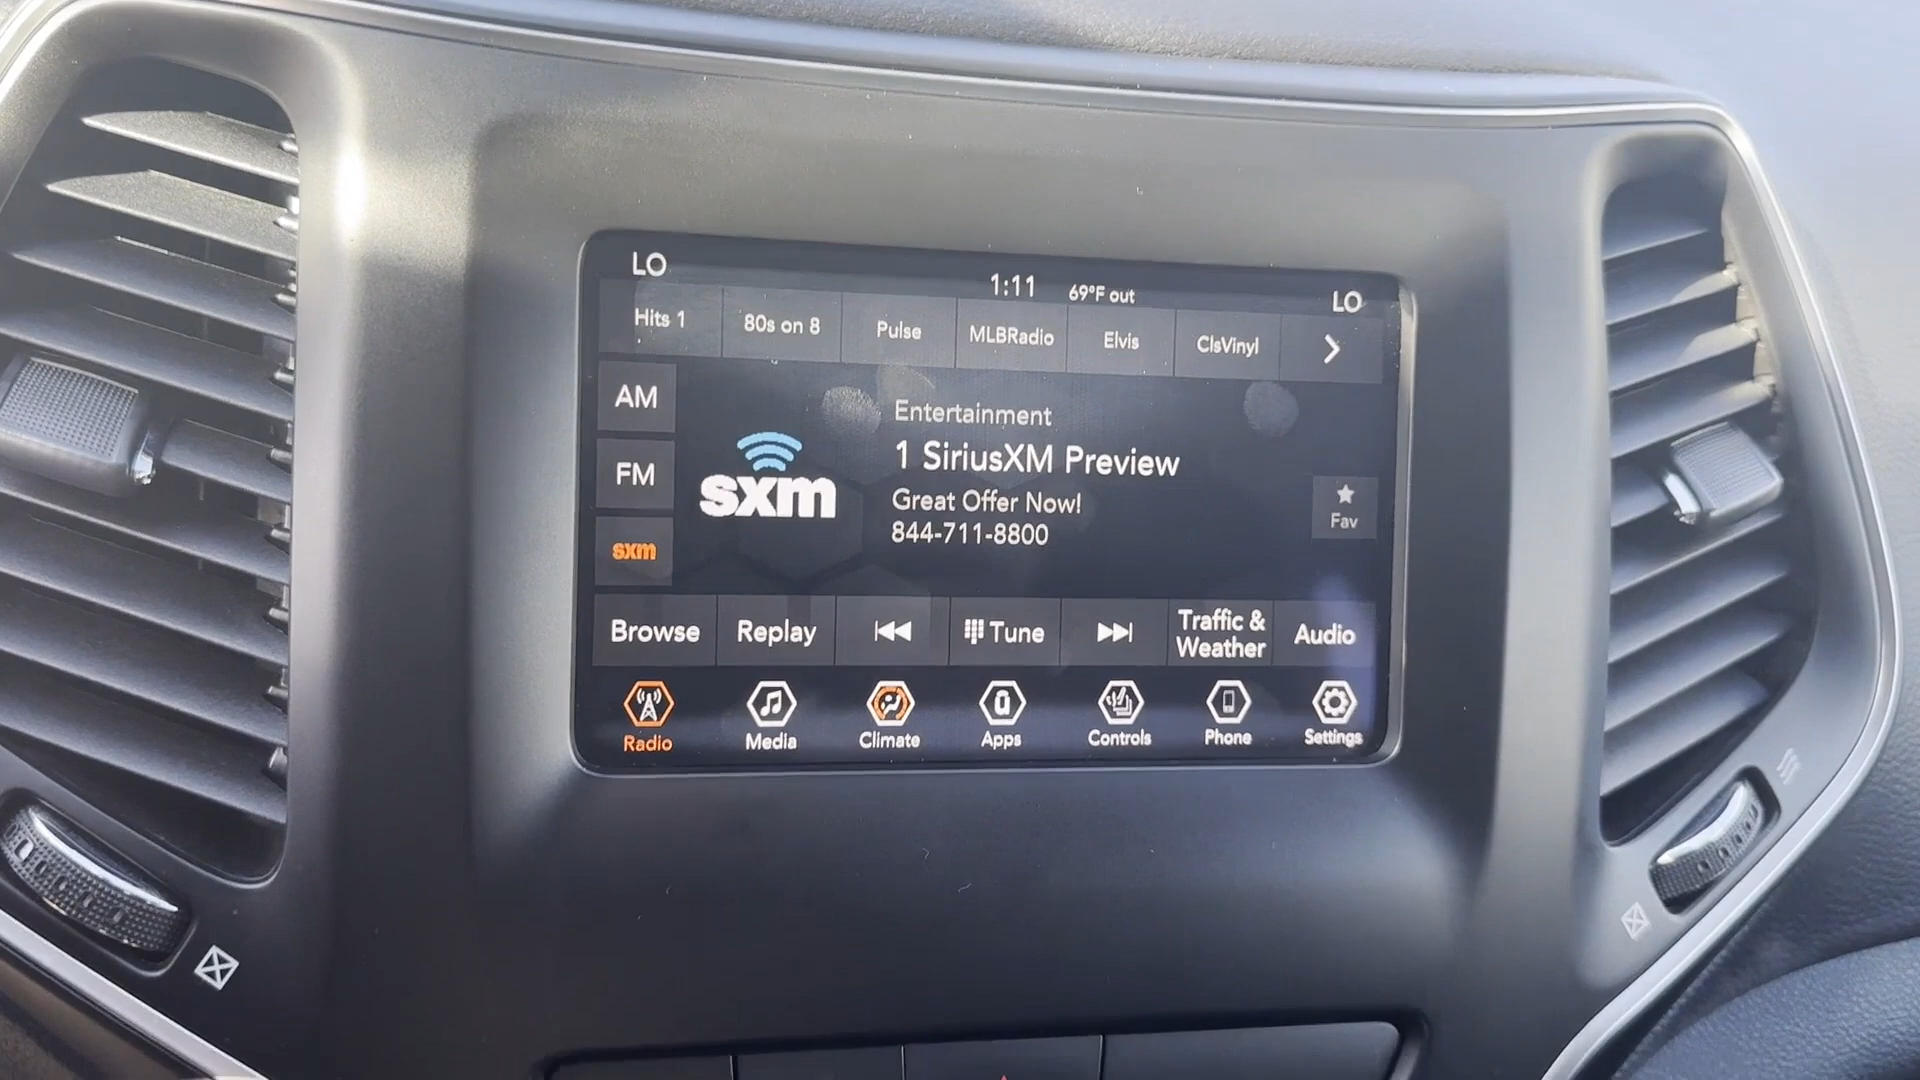 LO
1:11
69°F out
LO
Hits 1
80s on 8
Pulse
MLBRadio
Elvis
ClsVinyl
AM
FM
sxm
sxm
Entertainment
1 SiriusXM Preview
Great Offer Now!
844-711-8800
Fav
Browse
Replay
Tune
Traffic &
Weather
Audio
Radio
Media
Climate
Apps
Controls
Phone
Settings